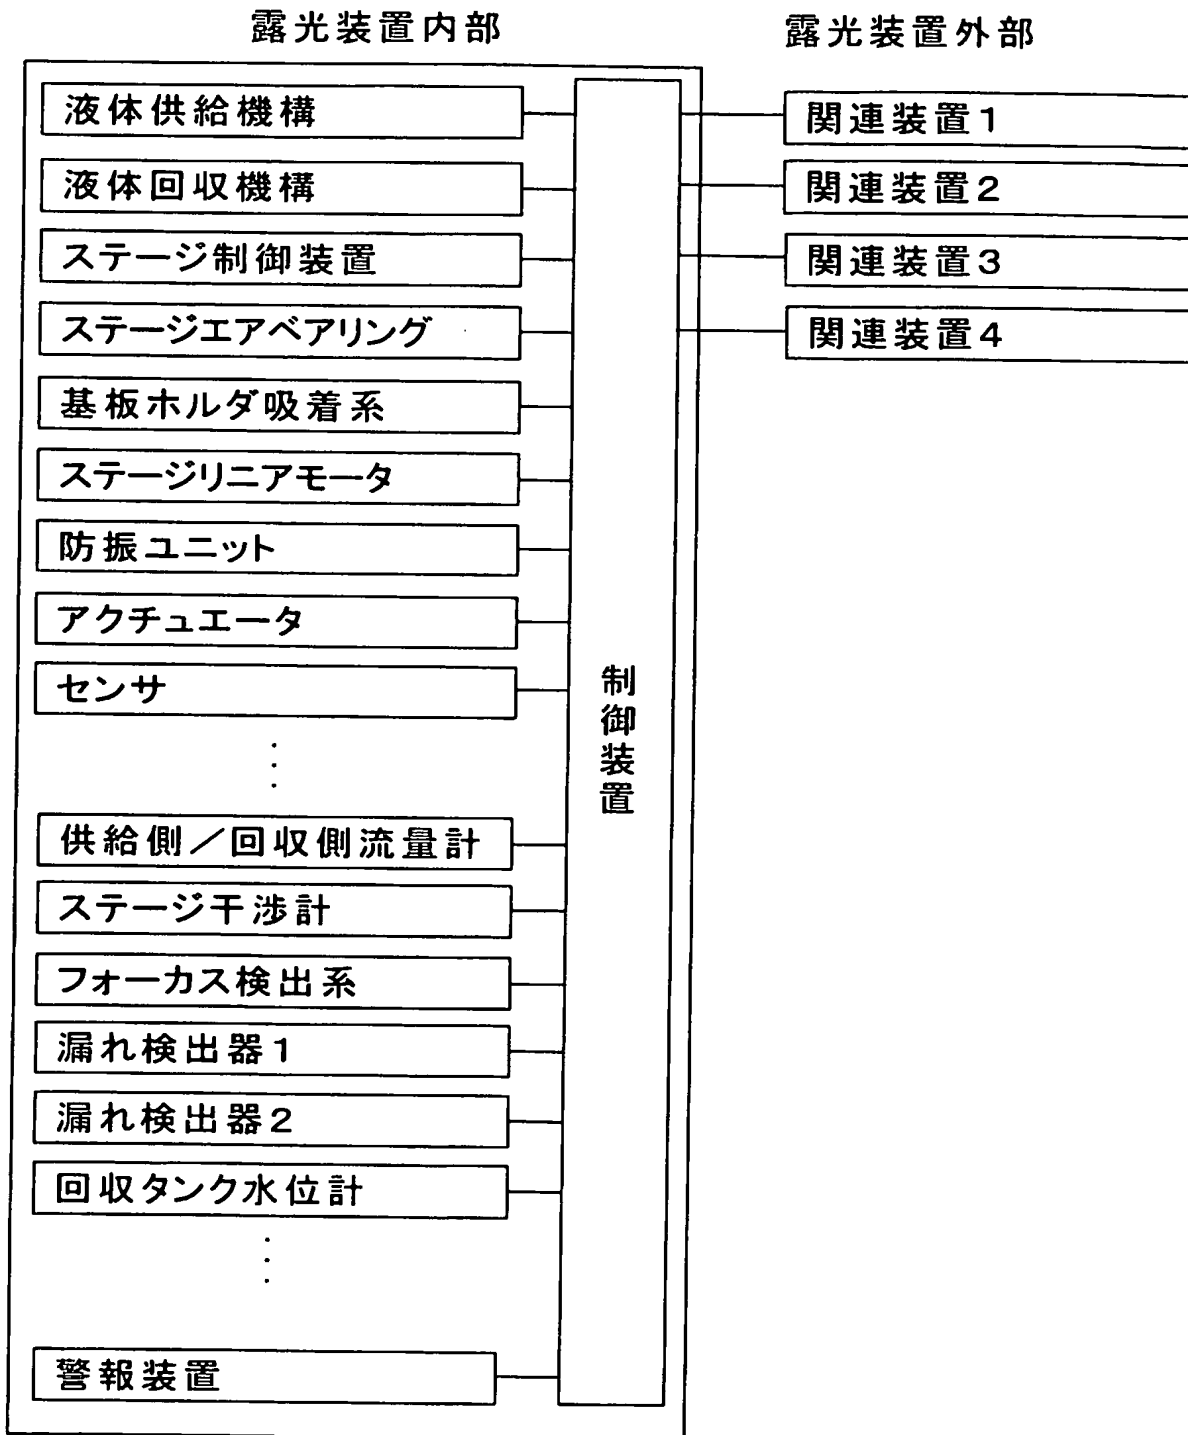 露光装置内部
露光装置外部
液体供給機構
液体回収機構
ステージ制御装置
ステージエアベアリング
基板ホルダ吸着系
ステージリニアモータ
防振ユニット
アクチュエータ
センサ
供給側/回収側流量計
ステージ干渉計
フォーカス検出系
漏れ検出器1
漏れ検出器2
回収タンク水位計
警報装置
制御装置
関連装置1
関連装置2
関連装置3
関連装置4